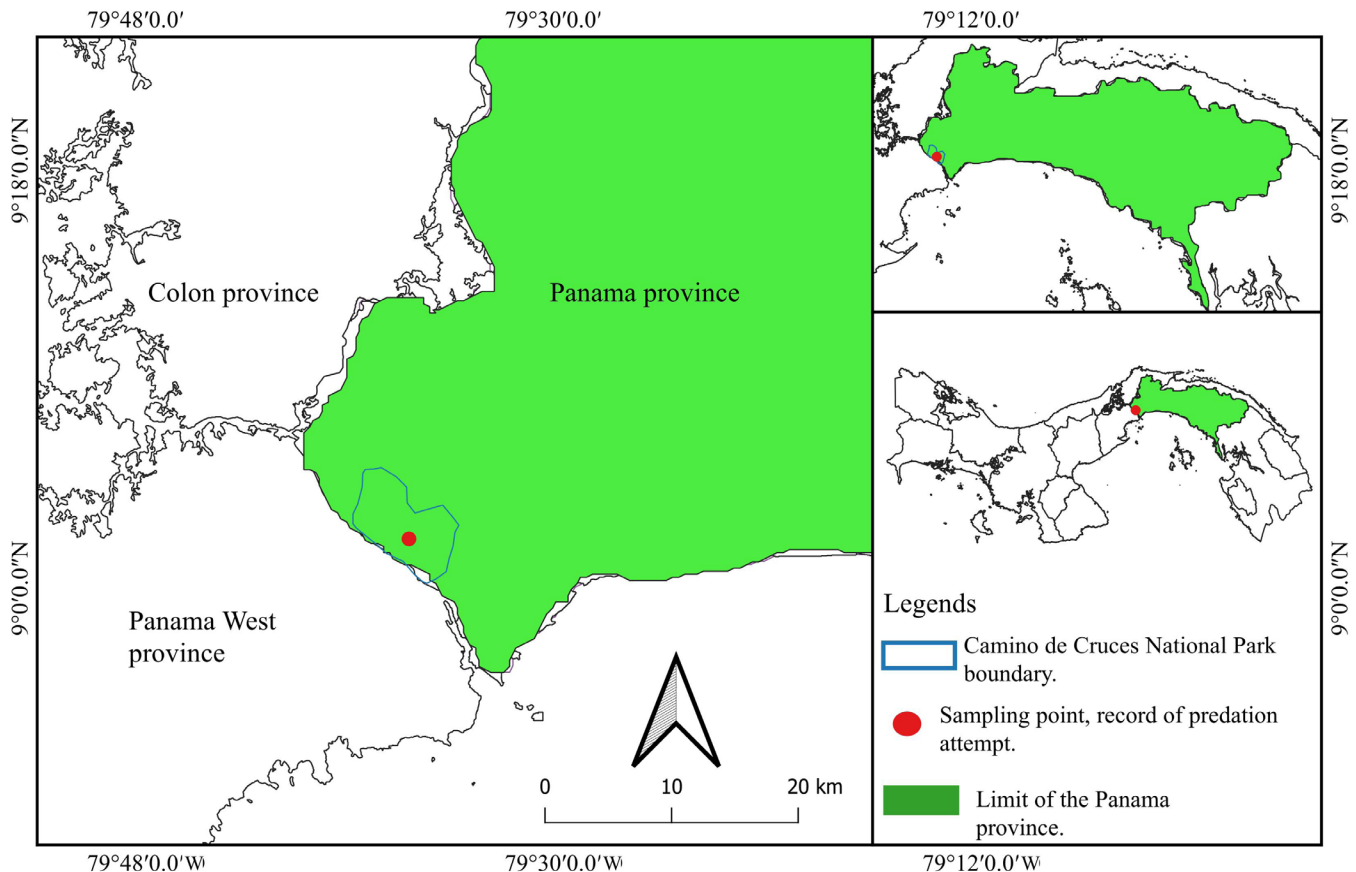 79°48′0.0′
79°30′0.0′
79°12′0.0′
9°18′0.0″N
9°18′0.0″N
Colon province
Panama province
9°0′0.0″N
9°0′0.0″N
Panama West
province
0
10
20 km
Legends
Camino de Cruces National Park
boundary.
Sampling point, record of predation
attempt.
Limit of the Panama
province.
79°48′0.0′W
79°30′0.0′W
79°12′0.0′W